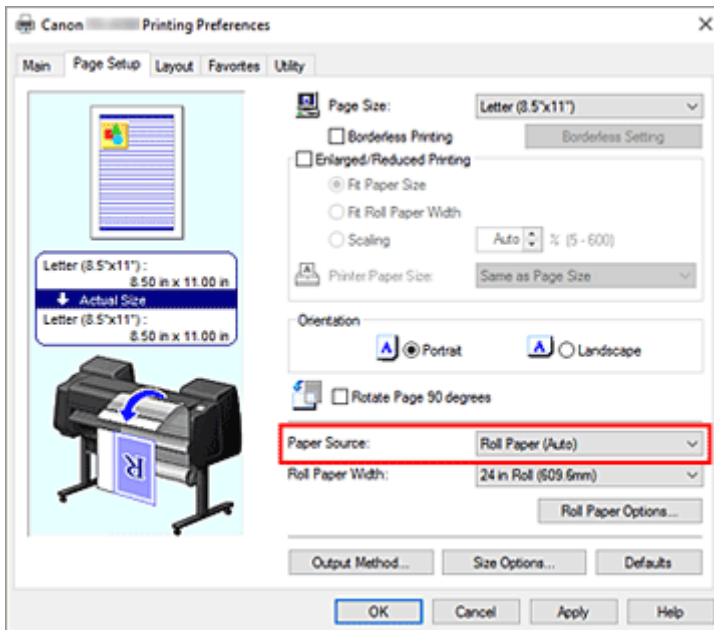 Canon Printing Preferences
Main Page Setup Layout Favorites Utility
Page Size: Letter (8.5"x11")
Borderless Printing Borderless Setting
Enlarged/Reduced Printing
Fit Paper Size
Fit Roll Paper Width
Scaling Auto % (5 - 600)
Printer Paper Size: Same as Page Size
Letter (8.5"x11") :
8.50 in x 11.00 in
Actual Size
Letter (8.5"x11") :
8.50 in x 11.00 in
Orientation
A Portrait A Landscape
Rotate Page 90 degrees
Paper Source: Roll Paper (Auto)
Roll Paper Width: 24 in Roll (609.6mm)
R
Roll Paper Options...
Output Method... Size Options... Defaults
OK Cancel Apply Help